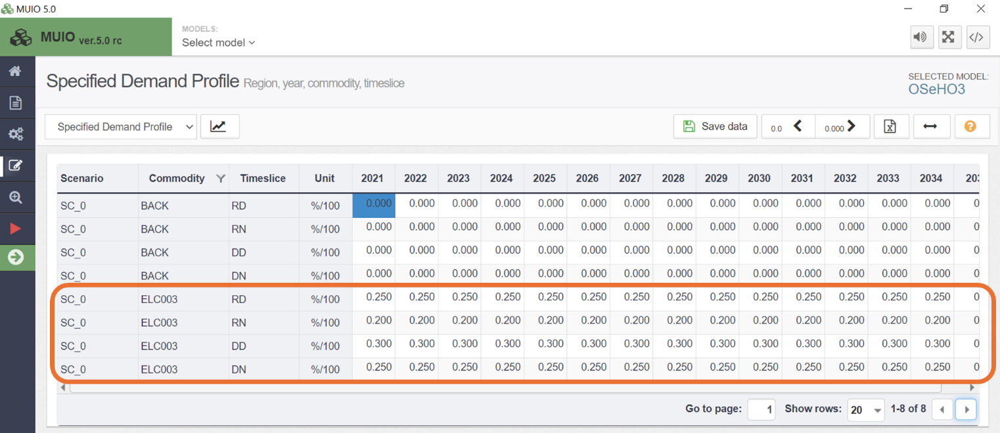 MUIO 5.0
MUIO ver.5.0 rc
MODELS:
Select model
Specified Demand Profile Region, year, commodity, timeslice
SELECTED MODEL:
OSeHO3
Specified Demand Profile Save data 0.0 0.000
Scenario Commodity Timeslice Unit 2021 2022 2023 2024 2025 2026 2027 2028 2029 2030 2031 2032 2033 2034
SC_0 BACK RD %/100 0.000 0.000 0.000 0.000 0.000 0.000 0.000 0.000 0.000 0.000 0.000 0.000 0.000 0.000 0
SC_0 BACK RN %/100 0.000 0.000 0.000 0.000 0.000 0.000 0.000 0.000 0.000 0.000 0.000 0.000 0.000 0.000 0
SC_0 BACK DD %/100 0.000 0.000 0.000 0.000 0.000 0.000 0.000 0.000 0.000 0.000 0.000 0.000 0.000 0.000 0
SC_0 BACK DN %/100 0.000 0.000 0.000 0.000 0.000 0.000 0.000 0.000 0.000 0.000 0.000 0.000 0.000 0.000 0
SC_0 ELC003 RD %/100 0.250 0.250 0.250 0.250 0.250 0.250 0.250 0.250 0.250 0.250 0.250 0.250 0.250 0.250 0
SC_0 ELC003 RN %/100 0.200 0.200 0.200 0.200 0.200 0.200 0.200 0.200 0.200 0.200 0.200 0.200 0.200 0.200 0
SC_0 ELC003 DD %/100 0.300 0.300 0.300 0.300 0.300 0.300 0.300 0.300 0.300 0.300 0.300 0.300 0.300 0.300 0
SC_0 ELC003 DN %/100 0.250 0.250 0.250 0.250 0.250 0.250 0.250 0.250 0.250 0.250 0.250 0.250 0.250 0.250 0
Go to page: 1 Show rows: 20 1-8 of 8